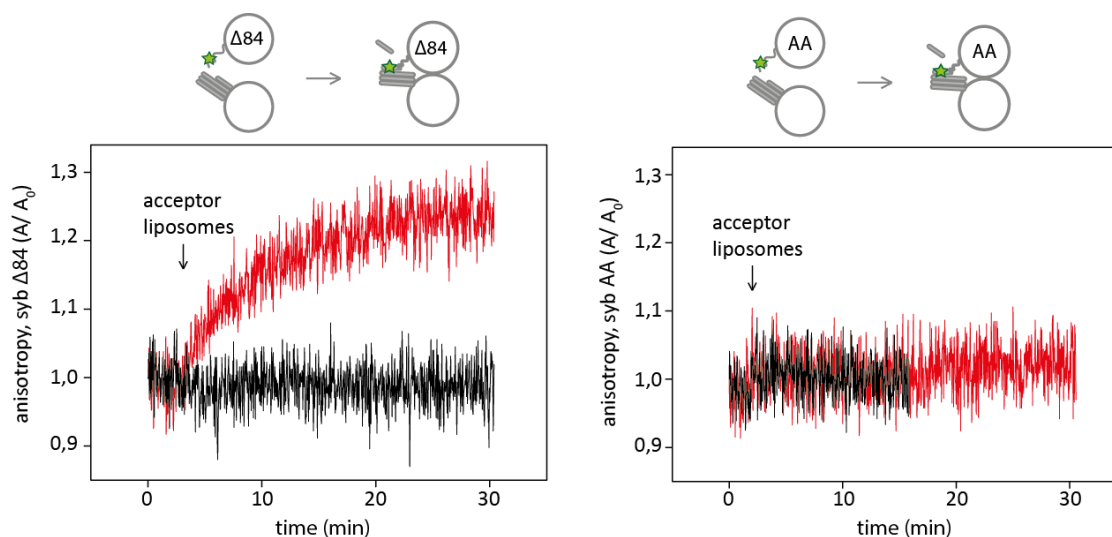 Δ84
Δ84
anisotropy, syb Δ84 (A/ A₀)
1,3
1,2
1,1
1,0
0,9
acceptor
liposomes
0
10
20
30
time (min)
AA
AA
anisotropy, syb AA (A/ A₀)
1,3
1,2
1,1
1,0
0,9
acceptor
liposomes
0
10
20
30
time (min)